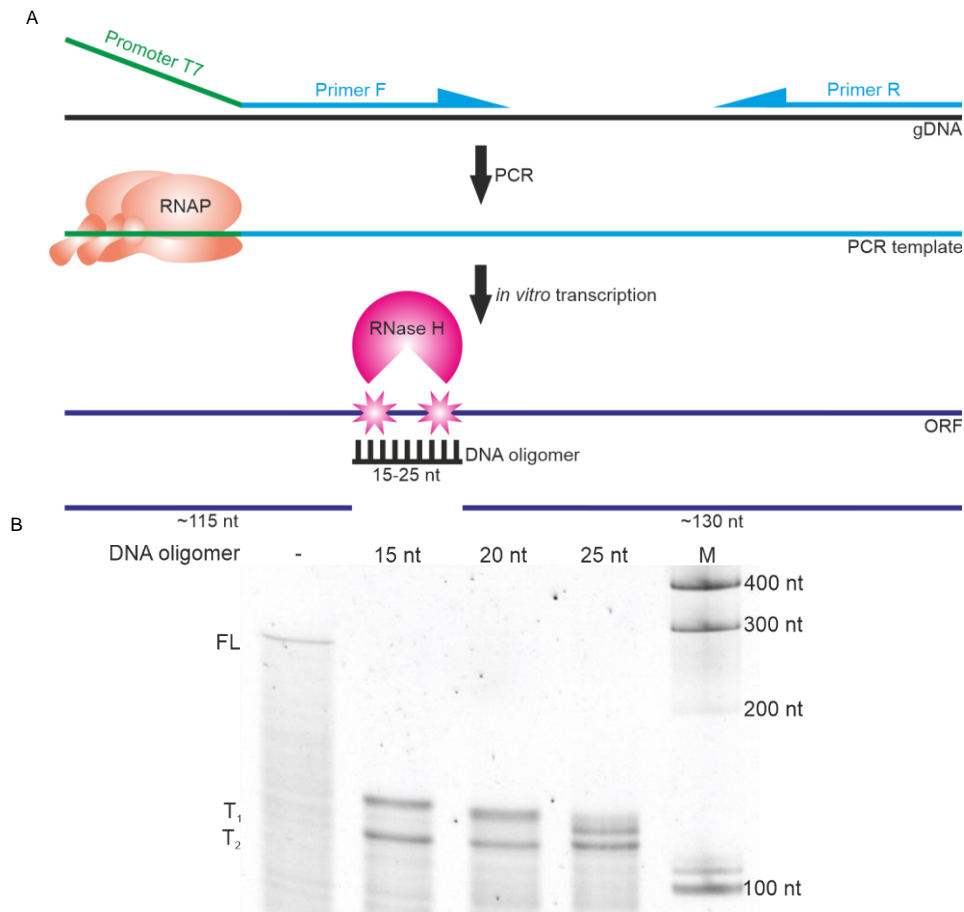 A
Promoter T7
Primer F
Primer R
gDNA
PCR
RNAP
PCR template
in vitro transcription
RNase H
ORF
DNA oligomer
15-25 nt
~115 nt
~130 nt
B
DNA oligomer - 15 nt 20 nt 25 nt M
400 nt
FL
300 nt
200 nt
T₁
T₂
100 nt